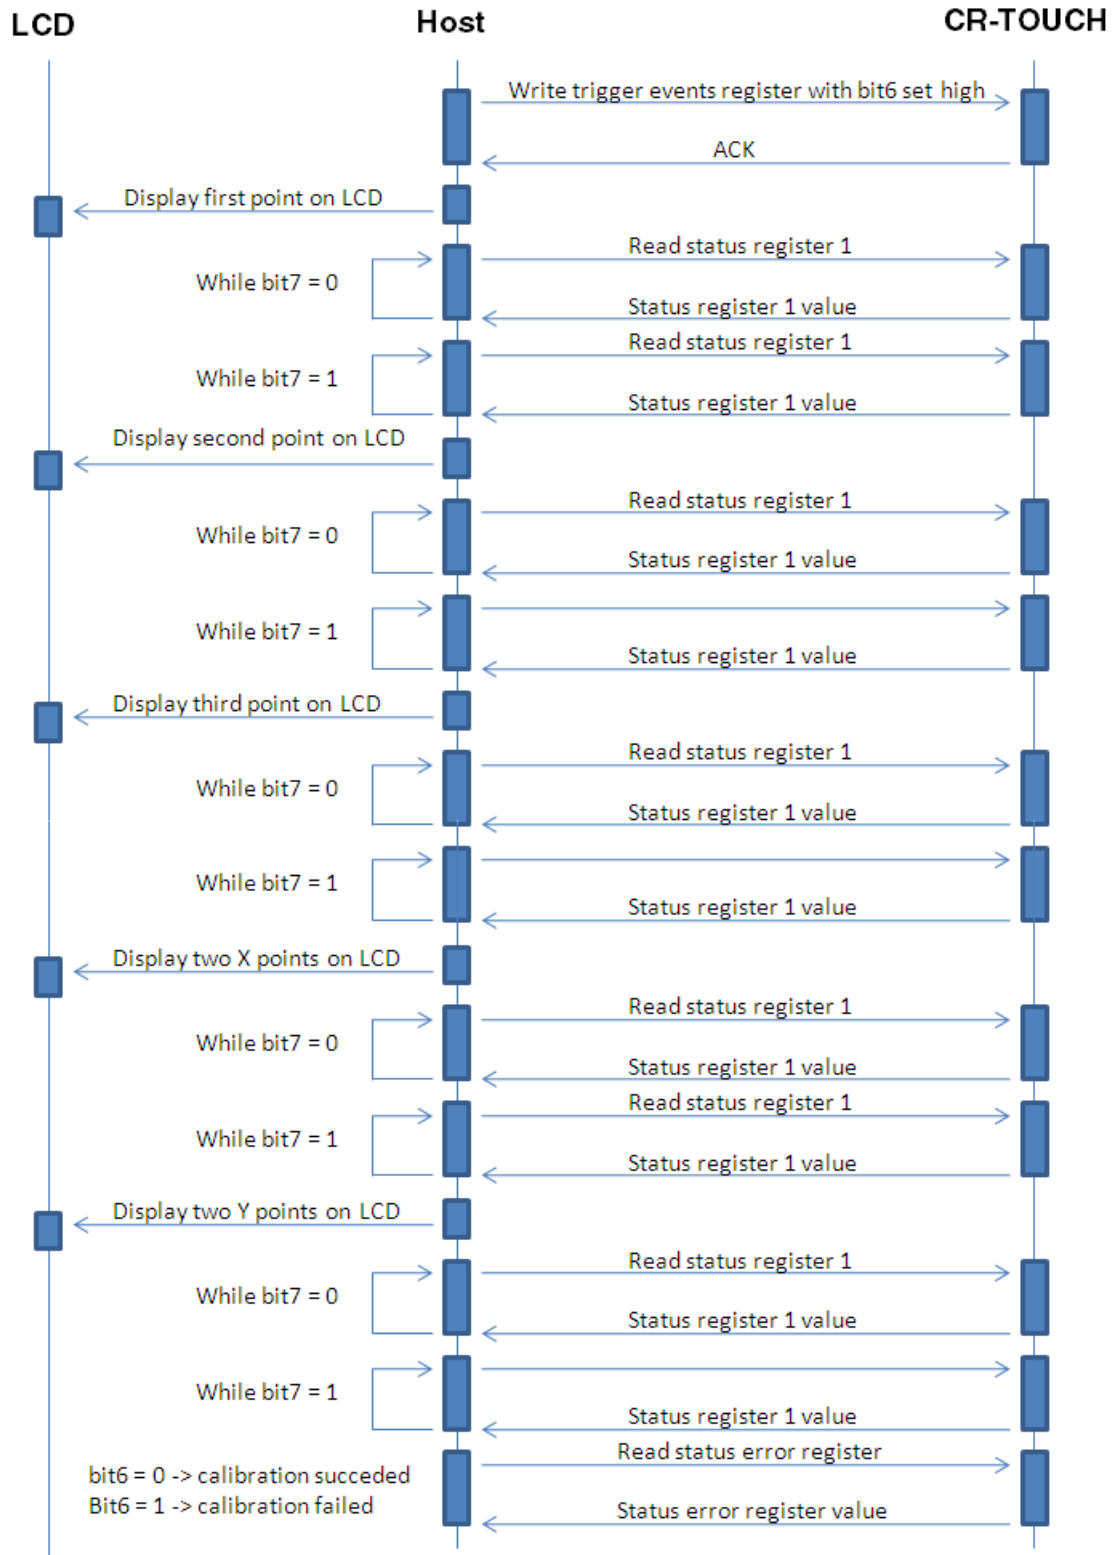 LCD Host CR-TOUCH
Write trigger events register with bit6 set high
ACK
Display first point on LCD
Read status register 1
While bit7 = 0
Status register 1 value
Read status register 1
While bit7 = 1
Status register 1 value
Display second point on LCD
Read status register 1
While bit7 = 0
Status register 1 value
While bit7 = 1
Status register 1 value
Display third point on LCD
Read status register 1
While bit7 = 0
Status register 1 value
While bit7 = 1
Status register 1 value
Display two X points on LCD
Read status register 1
While bit7 = 0
Status register 1 value
Read status register 1
While bit7 = 1
Status register 1 value
Display two Y points on LCD
Read status register 1
While bit7 = 0
Status register 1 value
While bit7 = 1
Status register 1 value
Read status error register
bit6 = 0 -> calibration succeded
Bit6 = 1 -> calibration failed
Status error register value